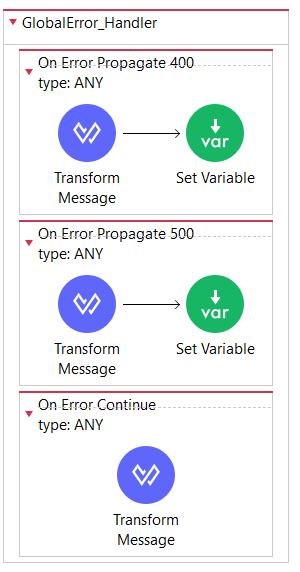 GlobalError_Handler
On Error Propagate 400
type: ANY
var
Transform
Message
Set Variable
On Error Propagate 500
type: ANY
var
Transform
Message
Set Variable
On Error Continue
type: ANY
Transform
Message